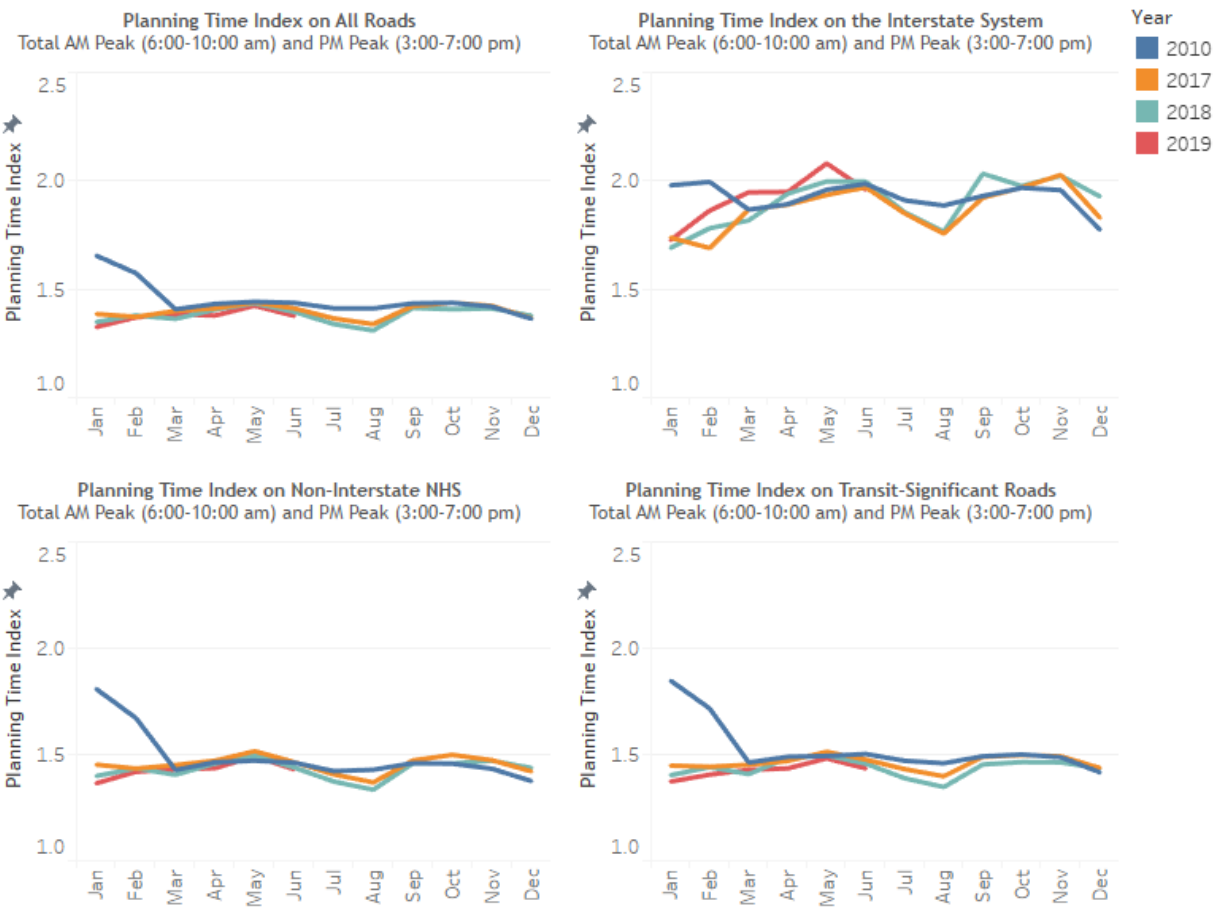 Planning Time Index on All Roads
Total AM Peak (6:00-10:00 am) and PM Peak (3:00-7:00 pm)
Planning Time Index
2.5
2.0
1.5
1.0
Jan Feb Mar Apr May Jun Jul Aug Sep Oct Nov Dec
Planning Time Index on the Interstate System
Total AM Peak (6:00-10:00 am) and PM Peak (3:00-7:00 pm)
Planning Time Index
2.5
2.0
1.5
1.0
Jan Feb Mar Apr May Jun Jul Aug Sep Oct Nov Dec
Year
2010
2017
2018
2019
Planning Time Index on Non-Interstate NHS
Total AM Peak (6:00-10:00 am) and PM Peak (3:00-7:00 pm)
Planning Time Index
2.5
2.0
1.5
1.0
Jan Feb Mar Apr May Jun Jul Aug Sep Oct Nov Dec
Planning Time Index on Transit-Significant Roads
Total AM Peak (6:00-10:00 am) and PM Peak (3:00-7:00 pm)
Planning Time Index
2.5
2.0
1.5
1.0
Jan Feb Mar Apr May Jun Jul Aug Sep Oct Nov Dec